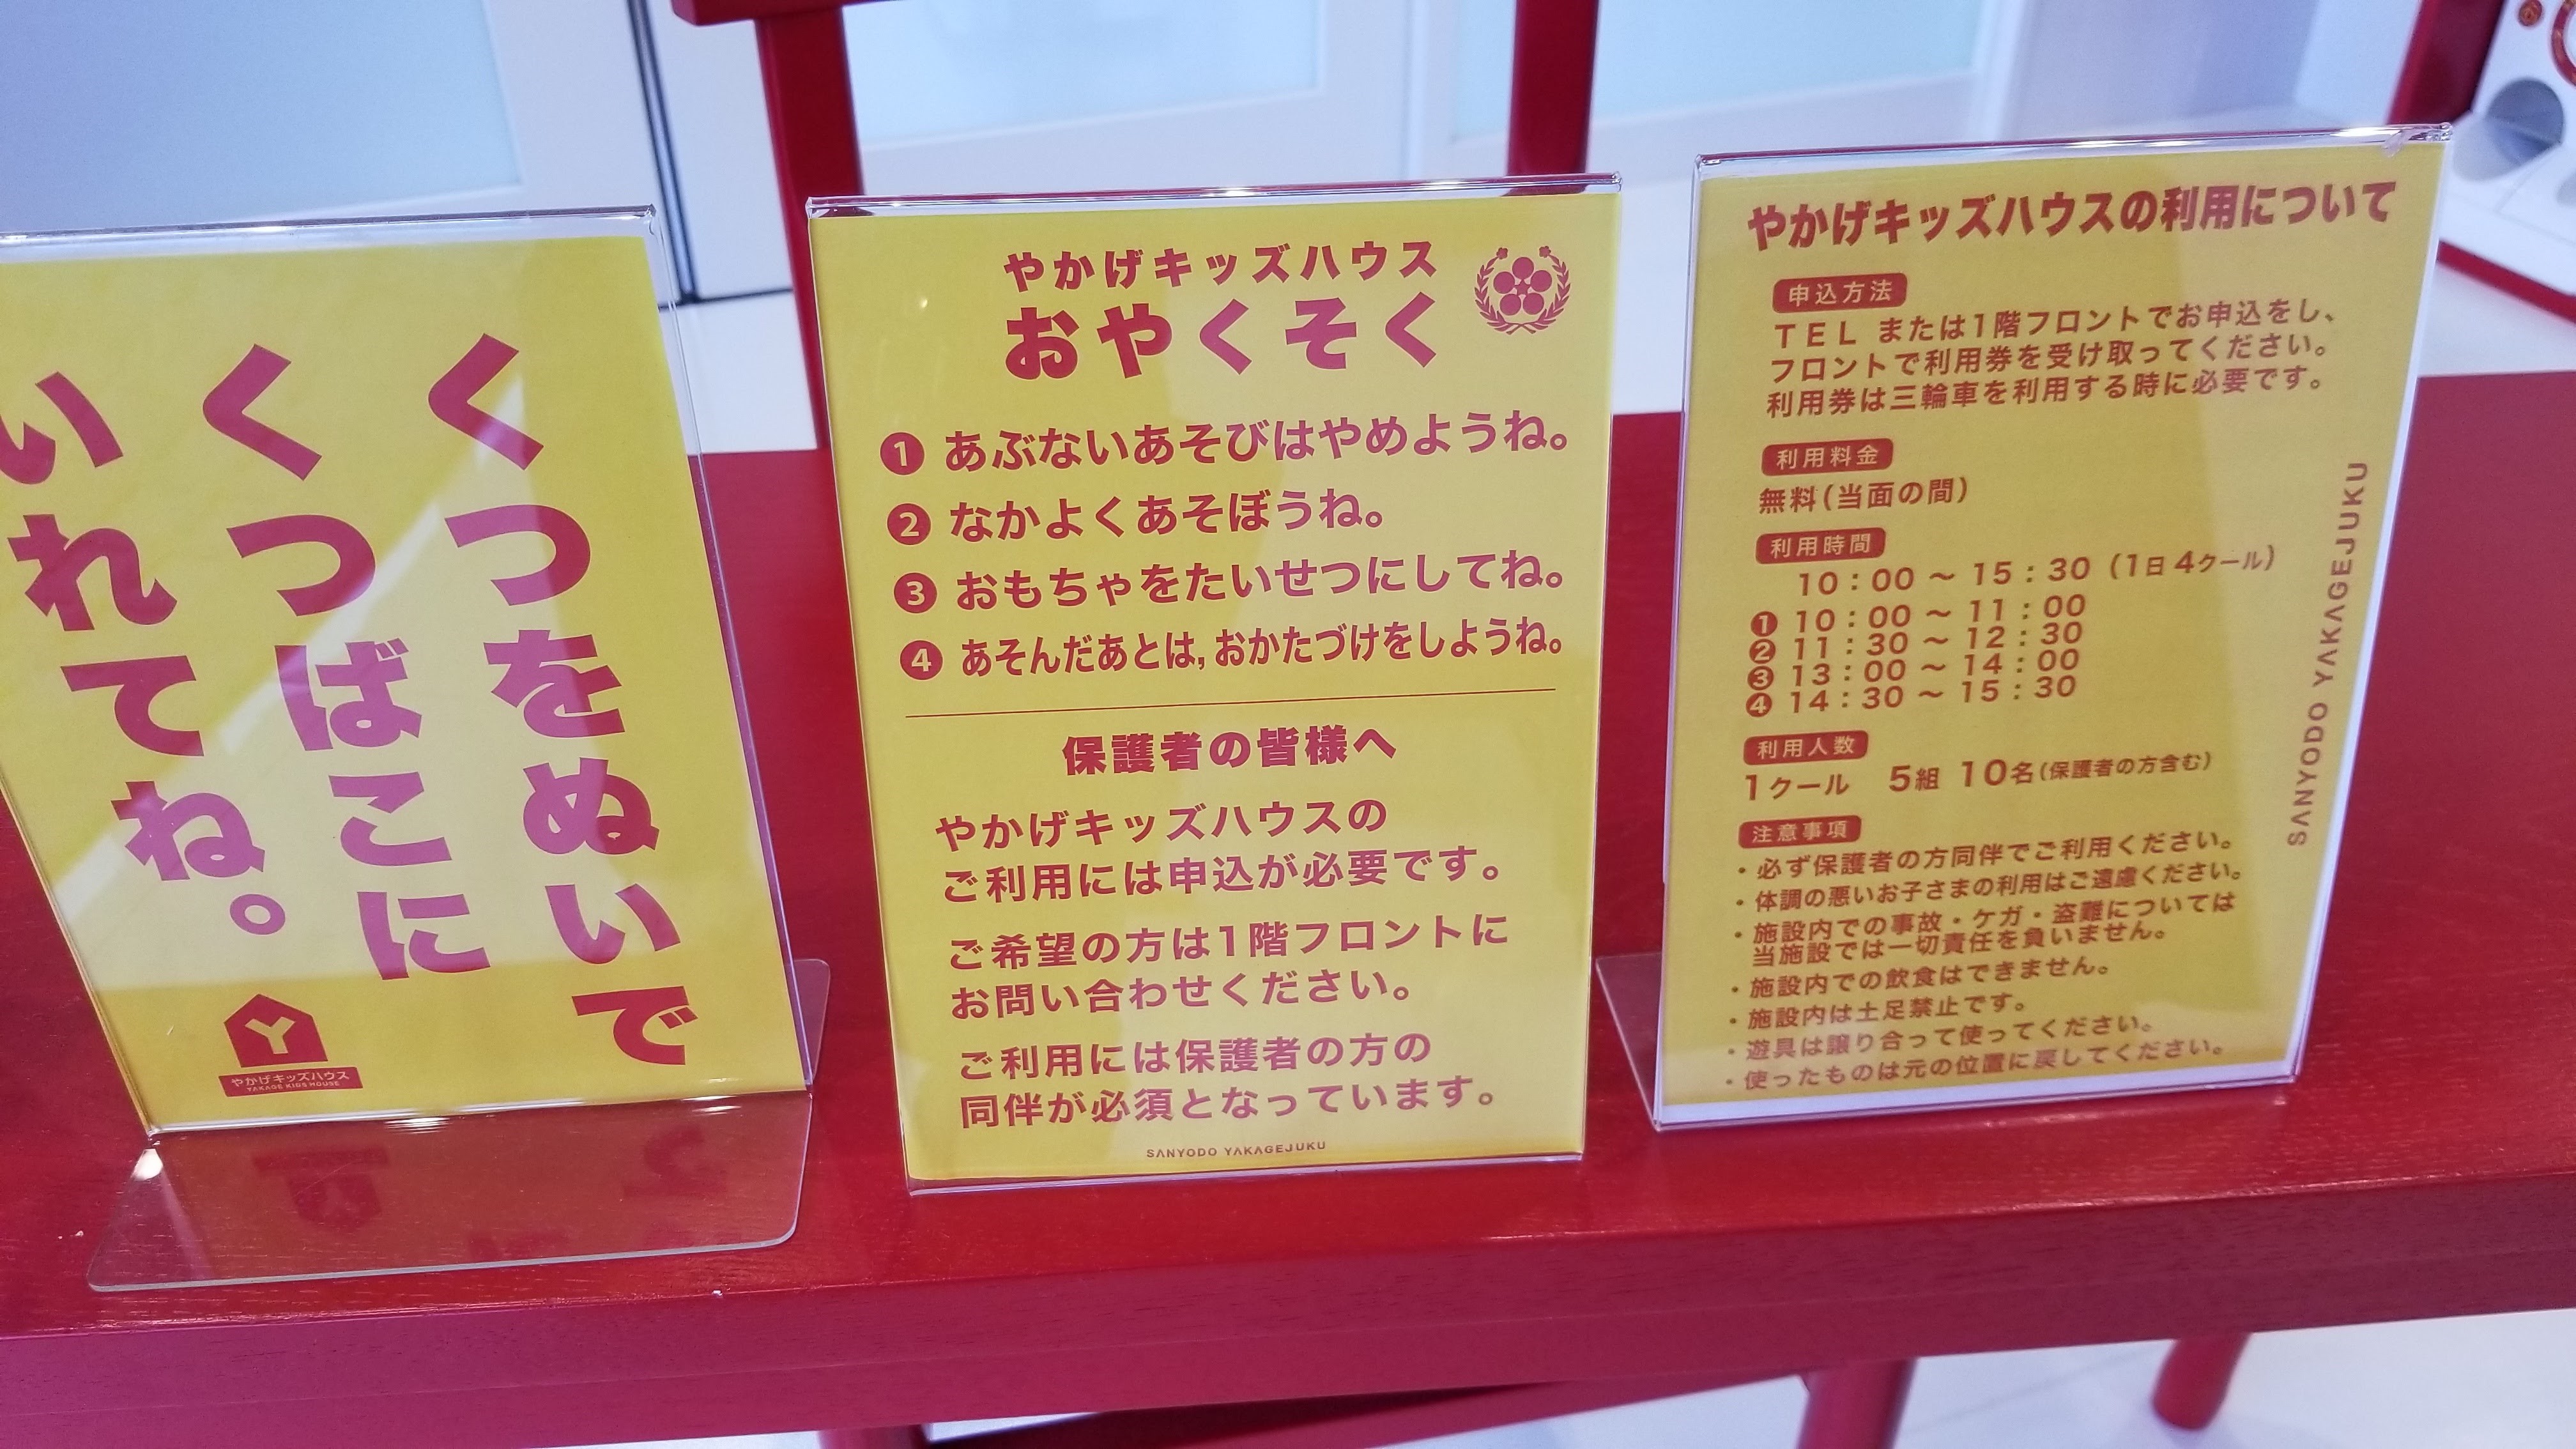 くつをぬいで
くつばこに
いれてね。
Y
やかげキッズハウス
YAKAGE KIDS HOUSE
やかげキッズハウス
おやくそく
❶ あぶないあそびはやめようね。
❷ なかよくあそぼうね。
❸ おもちゃをたいせつにしてね。
❹ あそんだあとは,おかたづけをしようね。
保護者の皆様へ
やかげキッズハウスの
ご利用には申込が必要です。
ご希望の方は1階フロントに
お問い合わせください。
ご利用には保護者の方の
同伴が必須となっています。
SANYODO YAKAGEJUKU
やかげキッズハウスの利用について
申込方法
TEL または1階フロントでお申込をし、
フロントで利用券を受け取ってください。
利用券は三輪車を利用する時に必要です。
利用料金
無料(当面の間)
利用時間
10:00 ～ 15:30 (1日4クール)
❶ 10:00 ～ 11:00
❷ 11:30 ～ 12:30
❸ 13:00 ～ 14:00
❹ 14:30 ～ 15:30
利用人数
1クール 5組 10名(保護者の方含む)
注意事項
・必ず保護者の方同伴でご利用ください。
・体調の悪いお子さまの利用はご遠慮ください。
・施設内での事故・ケガ・盗難については
当施設では一切責任を負いません。
・施設内での飲食はできません。
・施設内は土足禁止です。
・遊具は譲り合って使ってください。
・使ったものは元の位置に戻してください。
SANYODO YAKAGEJUKU